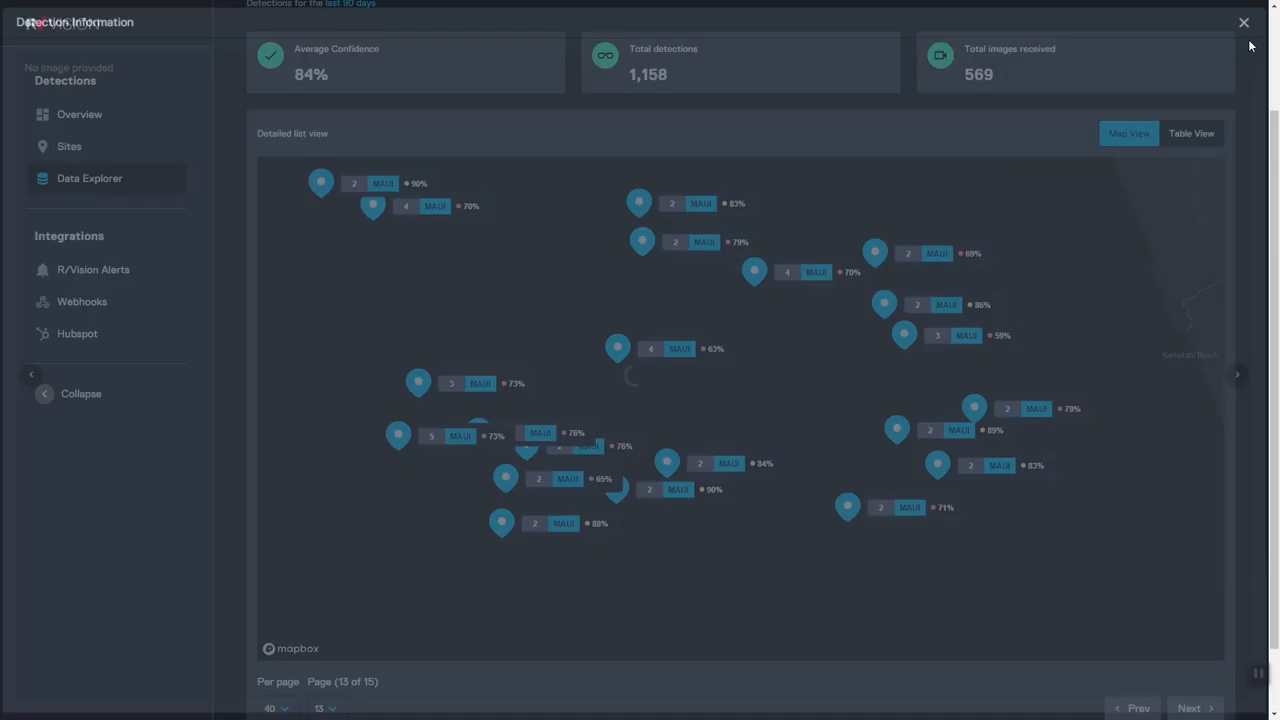 Detections for the last 90 days
Detection Information
R/VISION
No image provided
Detections
Overview
Sites
Data Explorer
Integrations
R/Vision Alerts
Webhooks
Hubspot
Collapse
Average Confidence
84%
Total detections
1,158
Total images received
569
Detailed list view
Map View
Table View
2 MAUI 90%
4 MAUI 70%
2 MAUI 83%
2 MAUI 79%
2 MAUI 69%
4 MAUI 70%
2 MAUI 86%
3 MAUI 59%
4 MAUI 63%
3 MAUI 73%
2 MAUI 79%
2 MAUI 89%
5 MAUI 73%
MAUI 76%
2 MAUI 76%
2 MAUI 84%
2 MAUI 83%
2 MAUI 65%
2 MAUI 90%
2 MAUI 71%
2 MAUI 88%
mapbox
Per page
Page (13 of 15)
40
13
Prev
Next